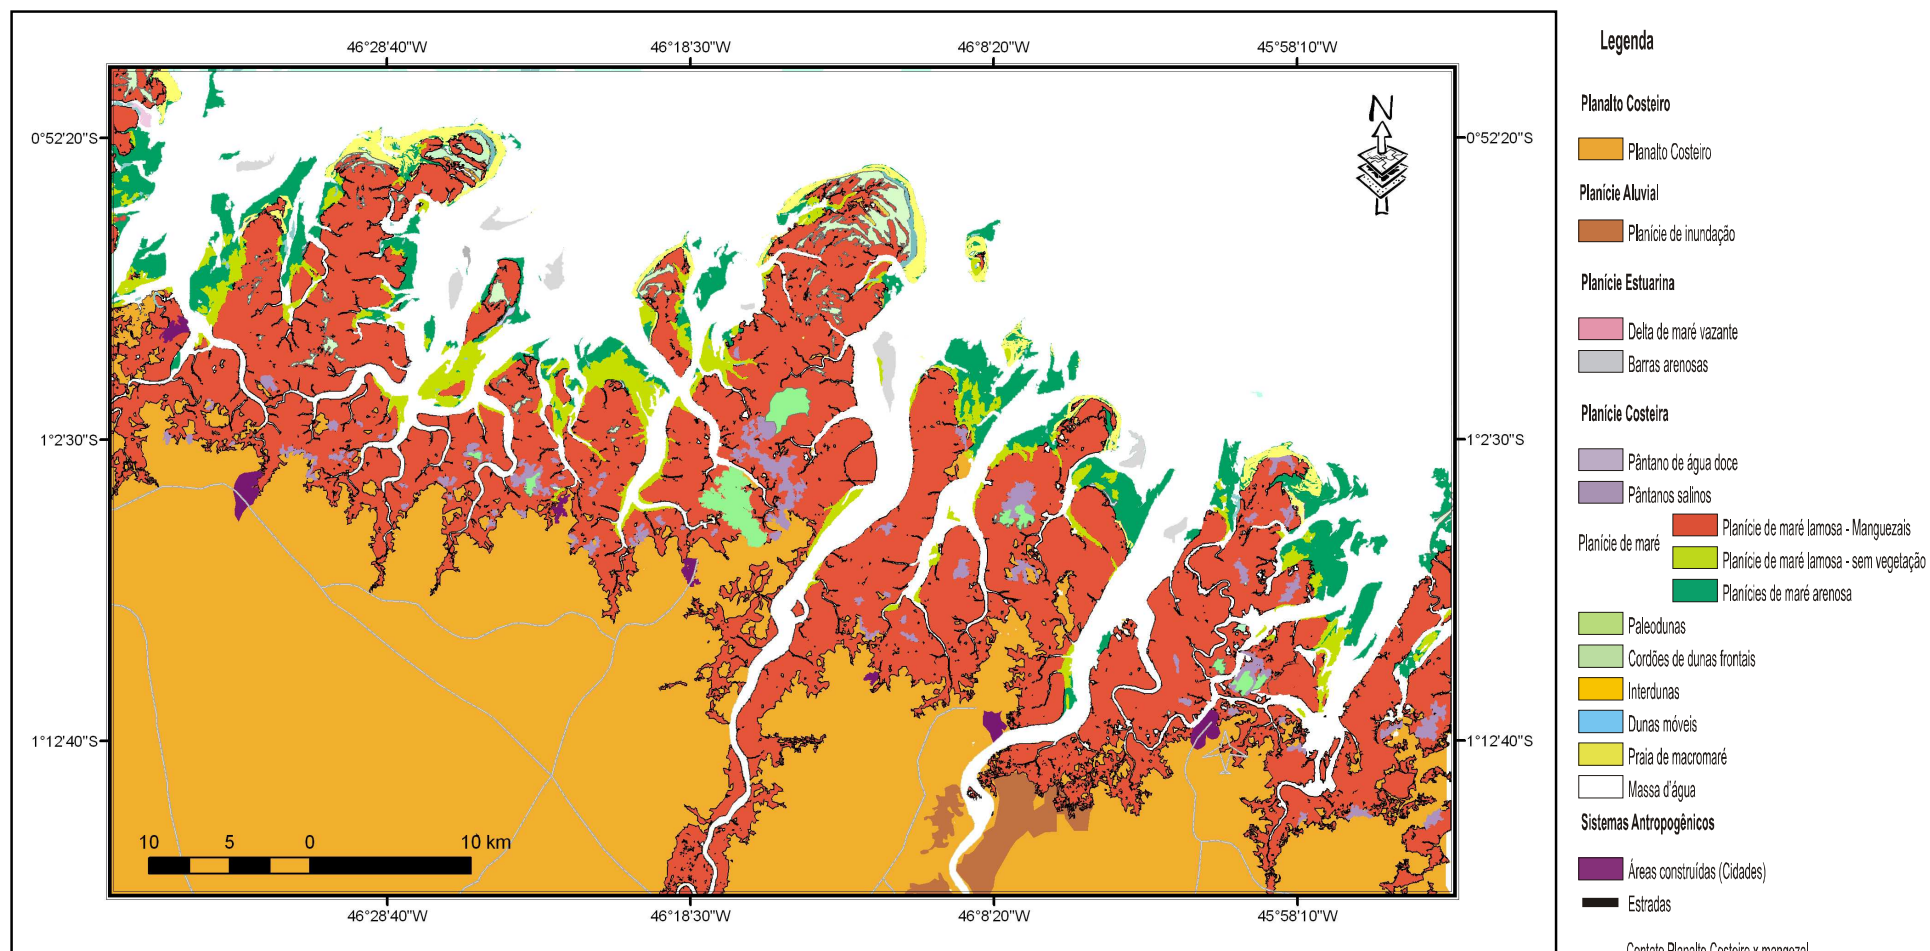 46°28'40"W 46°18'30"W 46°8'20"W 45°58'10"W
0°52'20"S 0°52'20"S
1°2'30"S 1°2'30"S
1°12'40"S 1°12'40"S
N
10 5 0 10 km
46°28'40"W 46°18'30"W 46°8'20"W 45°58'10"W
Legenda
Planalto Costeiro
Planalto Costeiro
Planície Aluvial
Planície de inundação
Planície Estuarina
Delta de maré vazante
Barras arenosas
Planície Costeira
Pântano de água doce
Pântanos salinos
Planície de maré
Planície de maré lamosa - Manguezais
Planície de maré lamosa - sem vegetação
Planícies de maré arenosa
Paleodunas
Cordões de dunas frontais
Interdunas
Dunas móveis
Praia de macromaré
Massa d'água
Sistemas Antropogênicos
Áreas construídas (Cidades)
Estradas
Contato Planalto Costeiro x mangezal